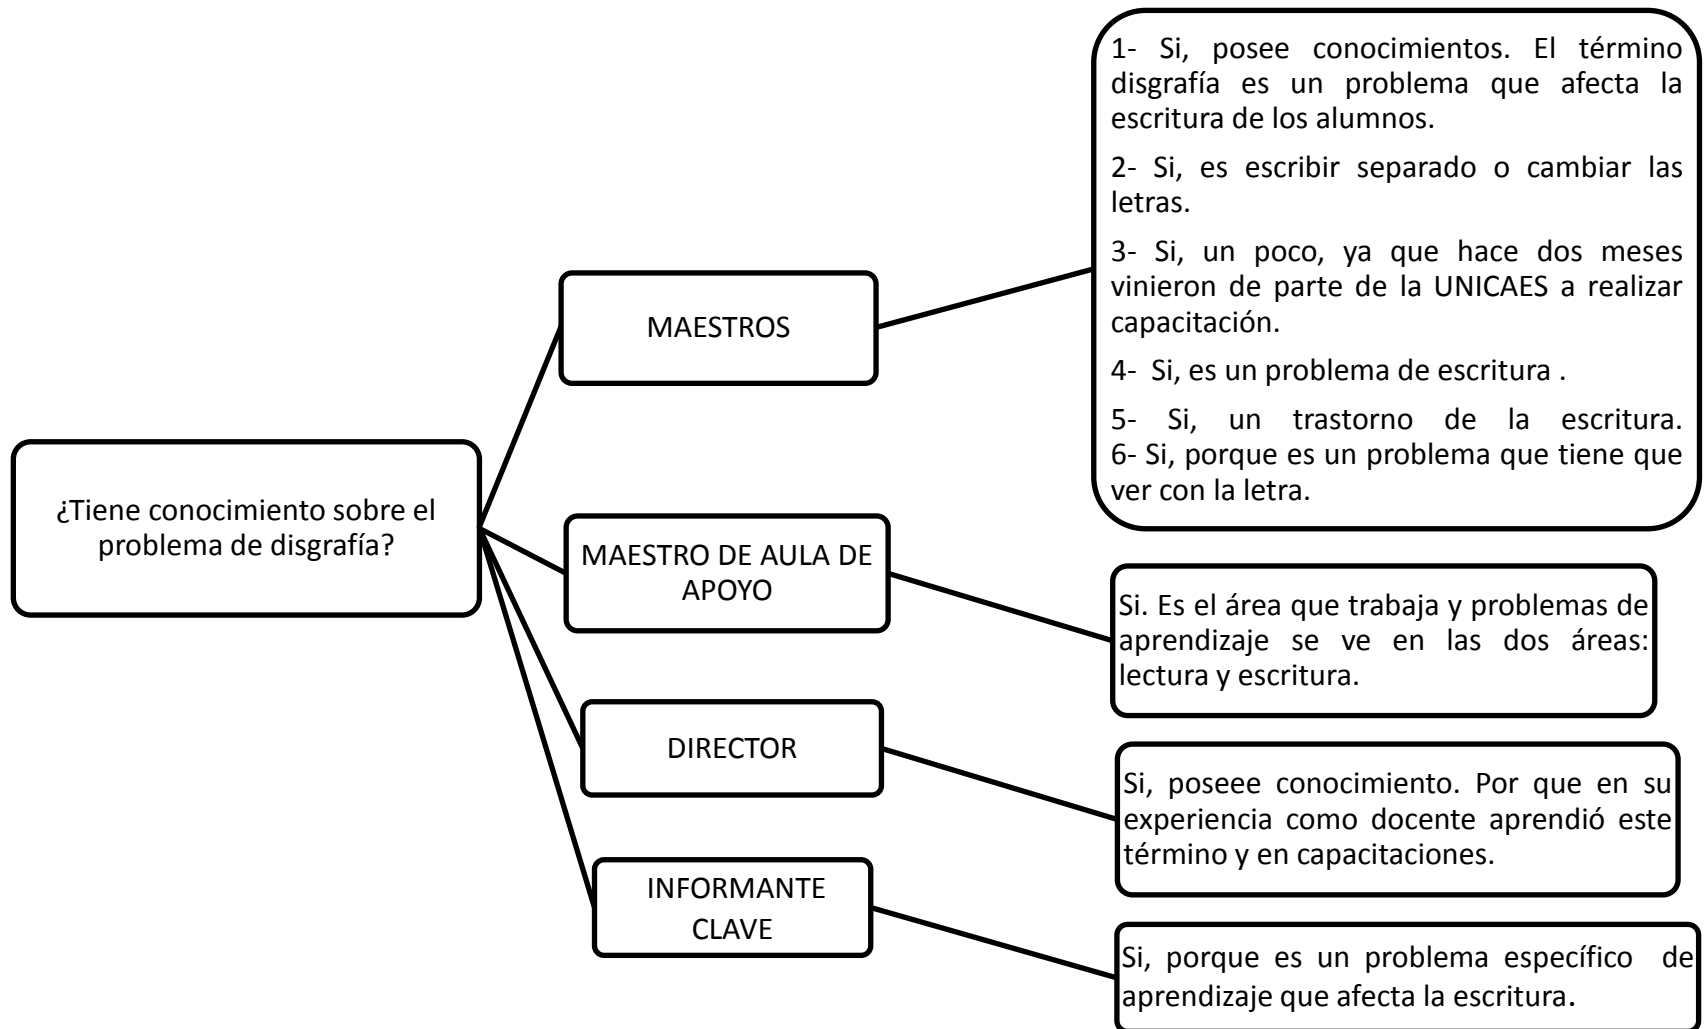 ¿Tiene conocimiento sobre el
problema de disgrafía?
MAESTROS
1- Si, posee conocimientos. El término
disgrafía es un problema que afecta la
escritura de los alumnos.
2- Si, es escribir separado o cambiar las
letras.
3- Si, un poco, ya que hace dos meses
vinieron de parte de la UNICAES a realizar
capacitación.
4- Si, es un problema de escritura .
5- Si, un trastorno de la escritura.
6- Si, porque es un problema que tiene que
ver con la letra.
MAESTRO DE AULA DE
APOYO
Si. Es el área que trabaja y problemas de
aprendizaje se ve en las dos áreas:
lectura y escritura.
DIRECTOR
Si, poseee conocimiento. Por que en su
experiencia como docente aprendió este
término y en capacitaciones.
INFORMANTE
CLAVE
Si, porque es un problema específico de
aprendizaje que afecta la escritura.